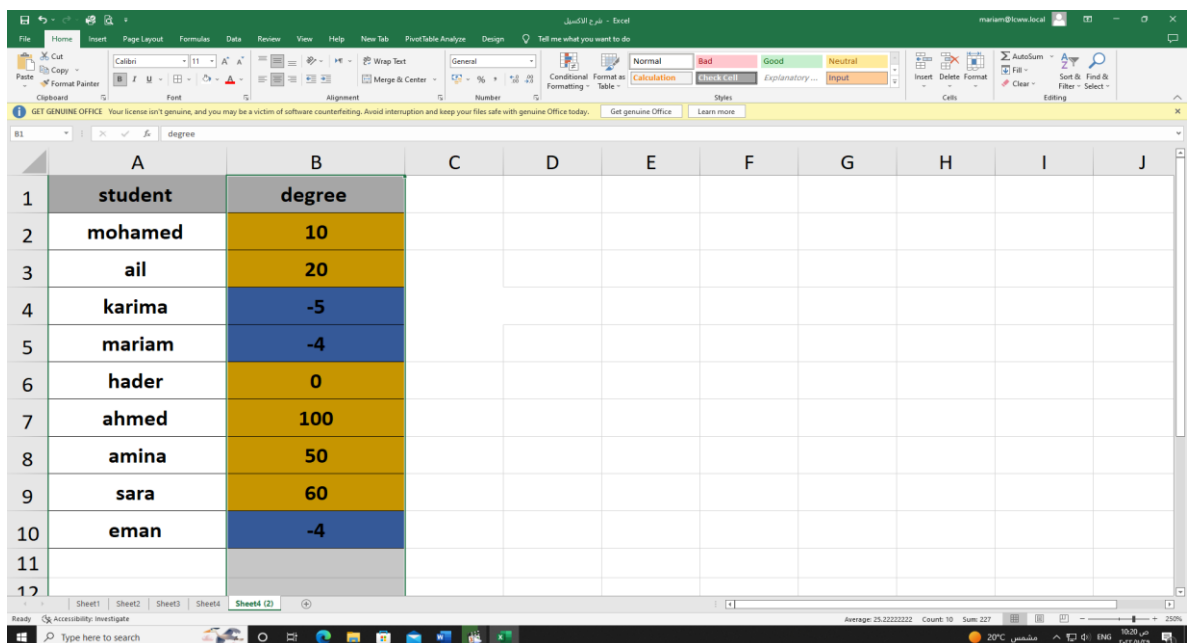 شرع الاكسيل - Excel
mariam@lcww.local
File Home Insert Page Layout Formulas Data Review View Help New Tab PivotTable Analyze Design Tell me what you want to do
Paste
Cut
Copy
Format Painter
Clipboard
Calibri 11
B I U
Font
Wrap Text
Merge & Center
Alignment
General
Number
Conditional Formatting
Format as Table
Normal Bad Good Neutral
Calculation Check Cell Explanatory ... Input
Styles
Insert Delete Format
Cells
AutoSum
Fill
Clear
Sort & Filter
Find & Select
Editing
GET GENUINE OFFICE Your license isn't genuine, and you may be a victim of software counterfeiting. Avoid interruption and keep your files safe with genuine Office today. Get genuine Office Learn more
B1 fx degree
A B C D E F G H I J
1 student degree
2 mohamed 10
3 ail 20
4 karima -5
5 mariam -4
6 hader 0
7 ahmed 100
8 amina 50
9 sara 60
10 eman -4
11
12
Sheet1 Sheet2 Sheet3 Sheet4 Sheet4 (2)
Ready Accessibility: Investigate Average: 25.22222222 Count: 10 Sum: 227 250%
Type here to search 20°C مشمس ENG 10:20 ص